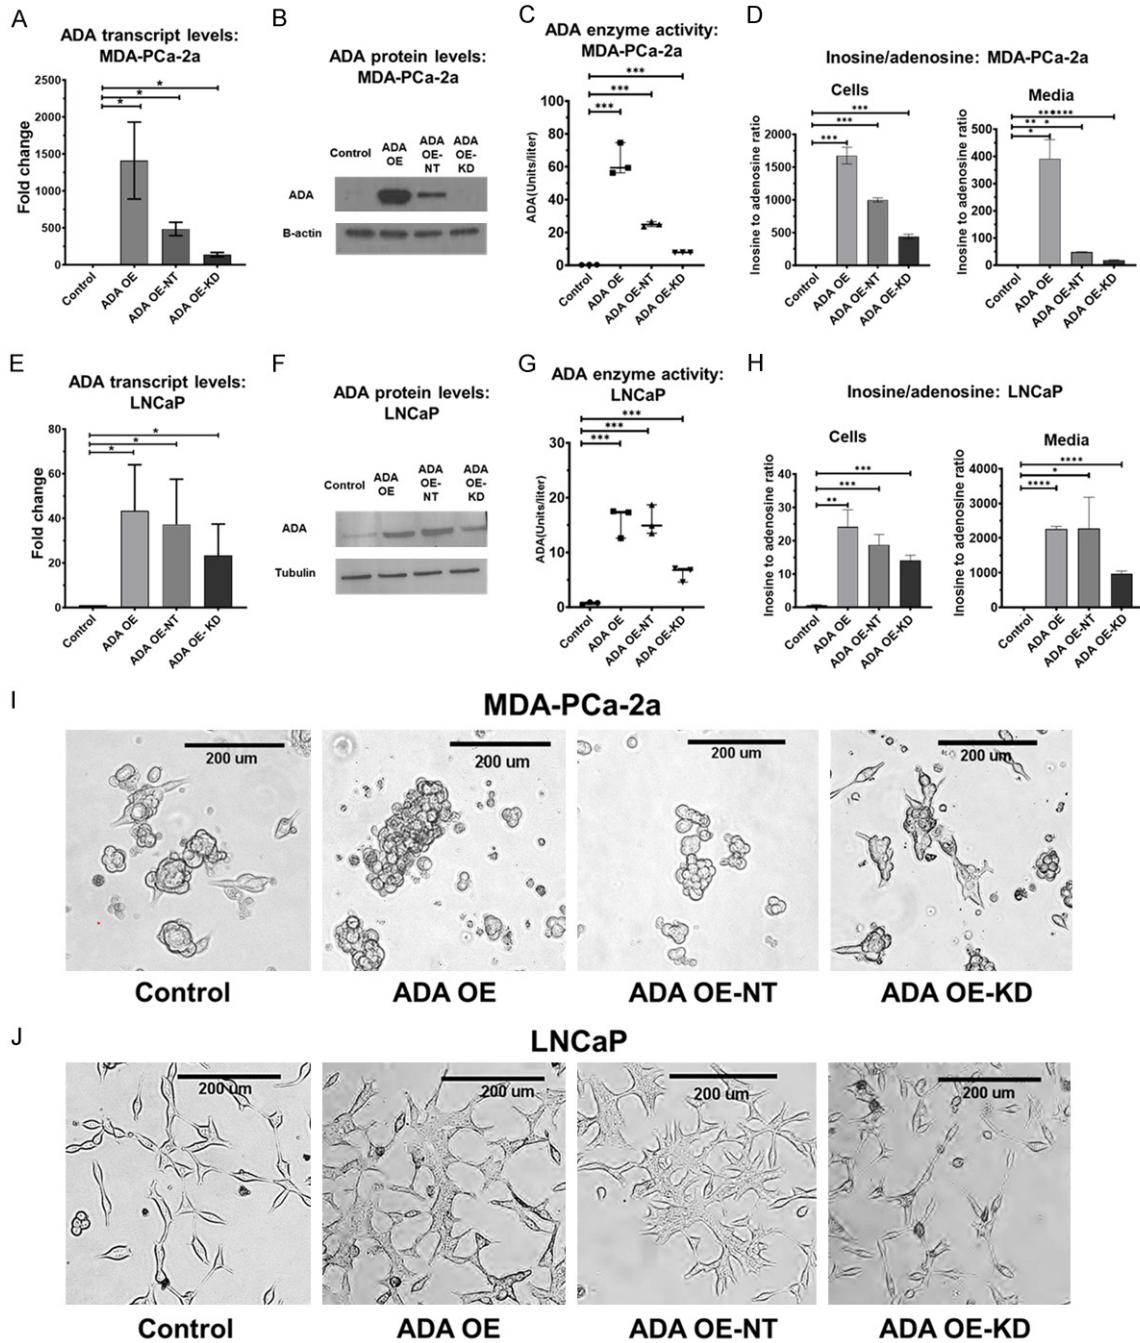 A
ADA transcript levels:
MDA-PCa-2a
*
*
*
Fold change
2500
2000
1500
1000
500
0
Control
ADA OE
ADA OE-NT
ADA OE-KD
B
ADA protein levels:
MDA-PCa-2a
Control
ADA
OE
ADA
OE-
NT
ADA
OE-
KD
ADA
B-actin
C
ADA enzyme activity:
MDA-PCa-2a
***
***
***
ADA(Units/liter)
100
80
60
40
20
0
Control
ADA OE
ADA OE-NT
ADA OE-KD
D
Inosine/adenosine: MDA-PCa-2a
Cells
***
***
***
Inosine to adenosine ratio
2000
1500
1000
500
0
Control
ADA OE
ADA OE-NT
ADA OE-KD
Media
** *
*
Inosine to adenosine ratio
500
400
300
200
100
0
Control
ADA OE
ADA OE-NT
ADA OE-KD
E
ADA transcript levels:
LNCaP
*
*
*
Fold change
80
60
40
20
0
Control
ADA OE
ADA OE-NT
ADA OE-KD
F
ADA protein levels:
LNCaP
Control
ADA
OE
ADA
OE-
NT
ADA
OE-
KD
ADA
Tubulin
G
ADA enzyme activity:
LNCaP
***
***
***
ADA(Units/liter)
30
20
10
0
Control
ADA OE
ADA OE-NT
ADA OE-KD
H
Inosine/adenosine: LNCaP
Cells
***
***
**
Inosine to adenosine ratio
40
30
20
10
0
Control
ADA OE
ADA OE-NT
ADA OE-KD
Media
****
*
****
Inosine to adenosine ratio
4000
3000
2000
1000
0
Control
ADA OE
ADA OE-NT
ADA OE-KD
I
MDA-PCa-2a
200 um
200 um
200 um
200 um
Control
ADA OE
ADA OE-NT
ADA OE-KD
J
LNCaP
200 um
200 um
200 um
200 um
Control
ADA OE
ADA OE-NT
ADA OE-KD